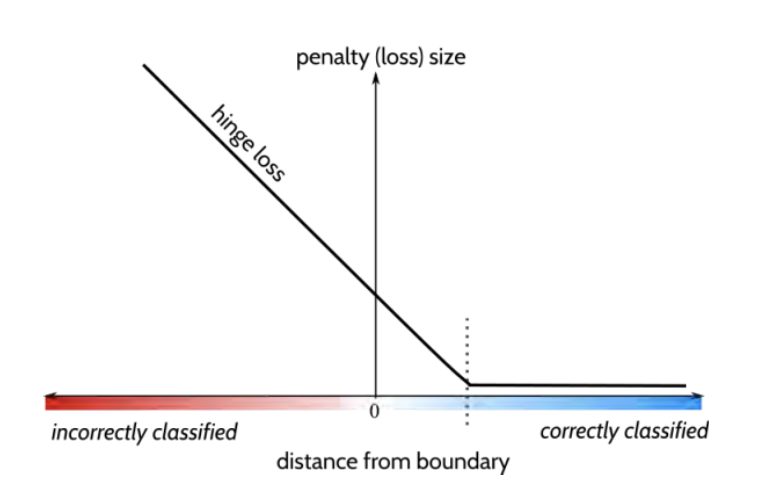 penalty (loss) size
hinge loss
0
incorrectly classified
correctly classified
distance from boundary